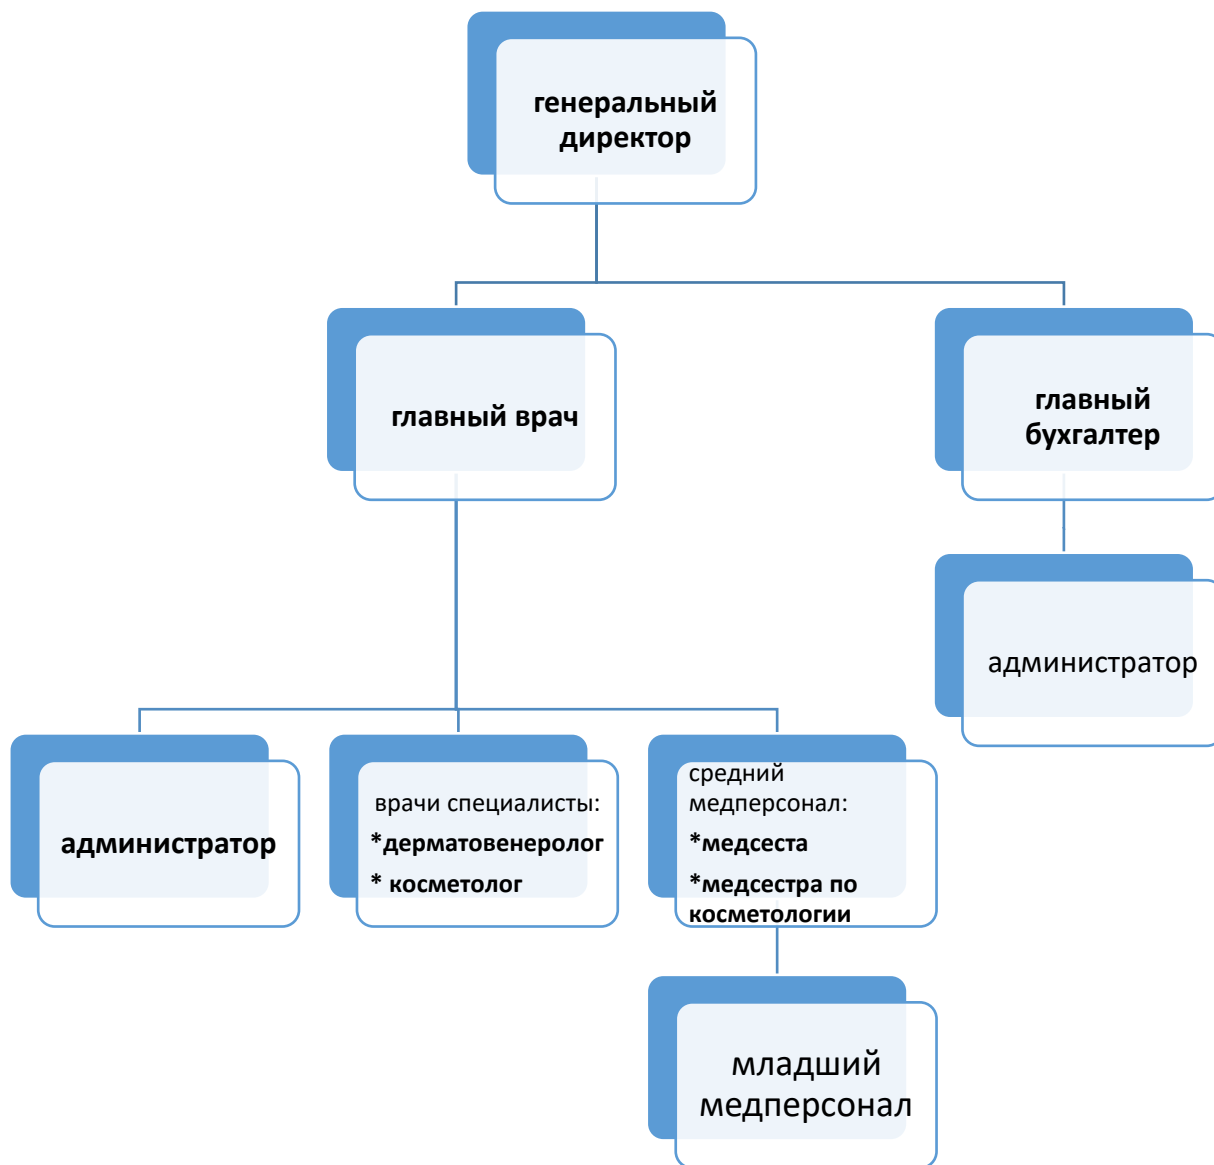 генеральный
директор
главный врач
главный
бухгалтер
администратор
администратор
врачи специалисты:
*дерматовенеролог
* косметолог
средний
медперсонал:
*медсеста
*медсестра по
косметологии
младший
медперсонал